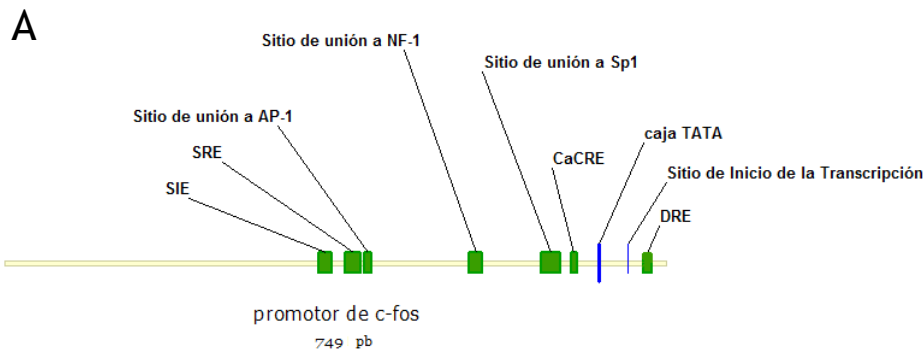 A
Sitio de unión a NF-1
Sitio de unión a Sp1
Sitio de unión a AP-1
caja TATA
SRE
CaCRE
Sitio de Inicio de la Transcripción
SIE
DRE
promotor de c-fos
749 pb